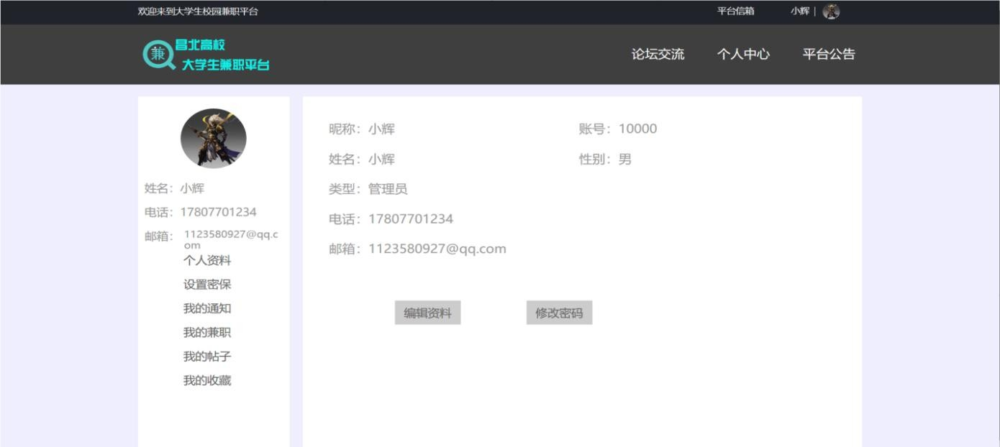 欢迎来到大学生校园兼职平台
平台信箱
小辉 |
兼
昌北高校
大学生兼职平台
论坛交流
个人中心
平台公告
姓名：小辉
电话：17807701234
邮箱：1123580927@qq.c
om
个人资料
设置密保
我的通知
我的兼职
我的帖子
我的收藏
昵称：小辉
账号：10000
姓名：小辉
性别：男
类型：管理员
电话：17807701234
邮箱：1123580927@qq.com
编辑资料
修改密码